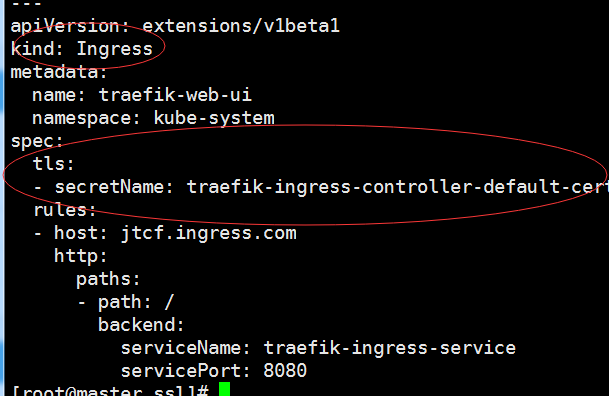 ---
apiVersion: extensions/v1beta1
kind: Ingress
metadata:
  name: traefik-web-ui
  namespace: kube-system
spec:
  tls:
  - secretName: traefik-ingress-controller-default-cert
  rules:
  - host: jtcf.ingress.com
    http:
      paths:
      - path: /
        backend:
          serviceName: traefik-ingress-service
          servicePort: 8080
[root@master ssl]#